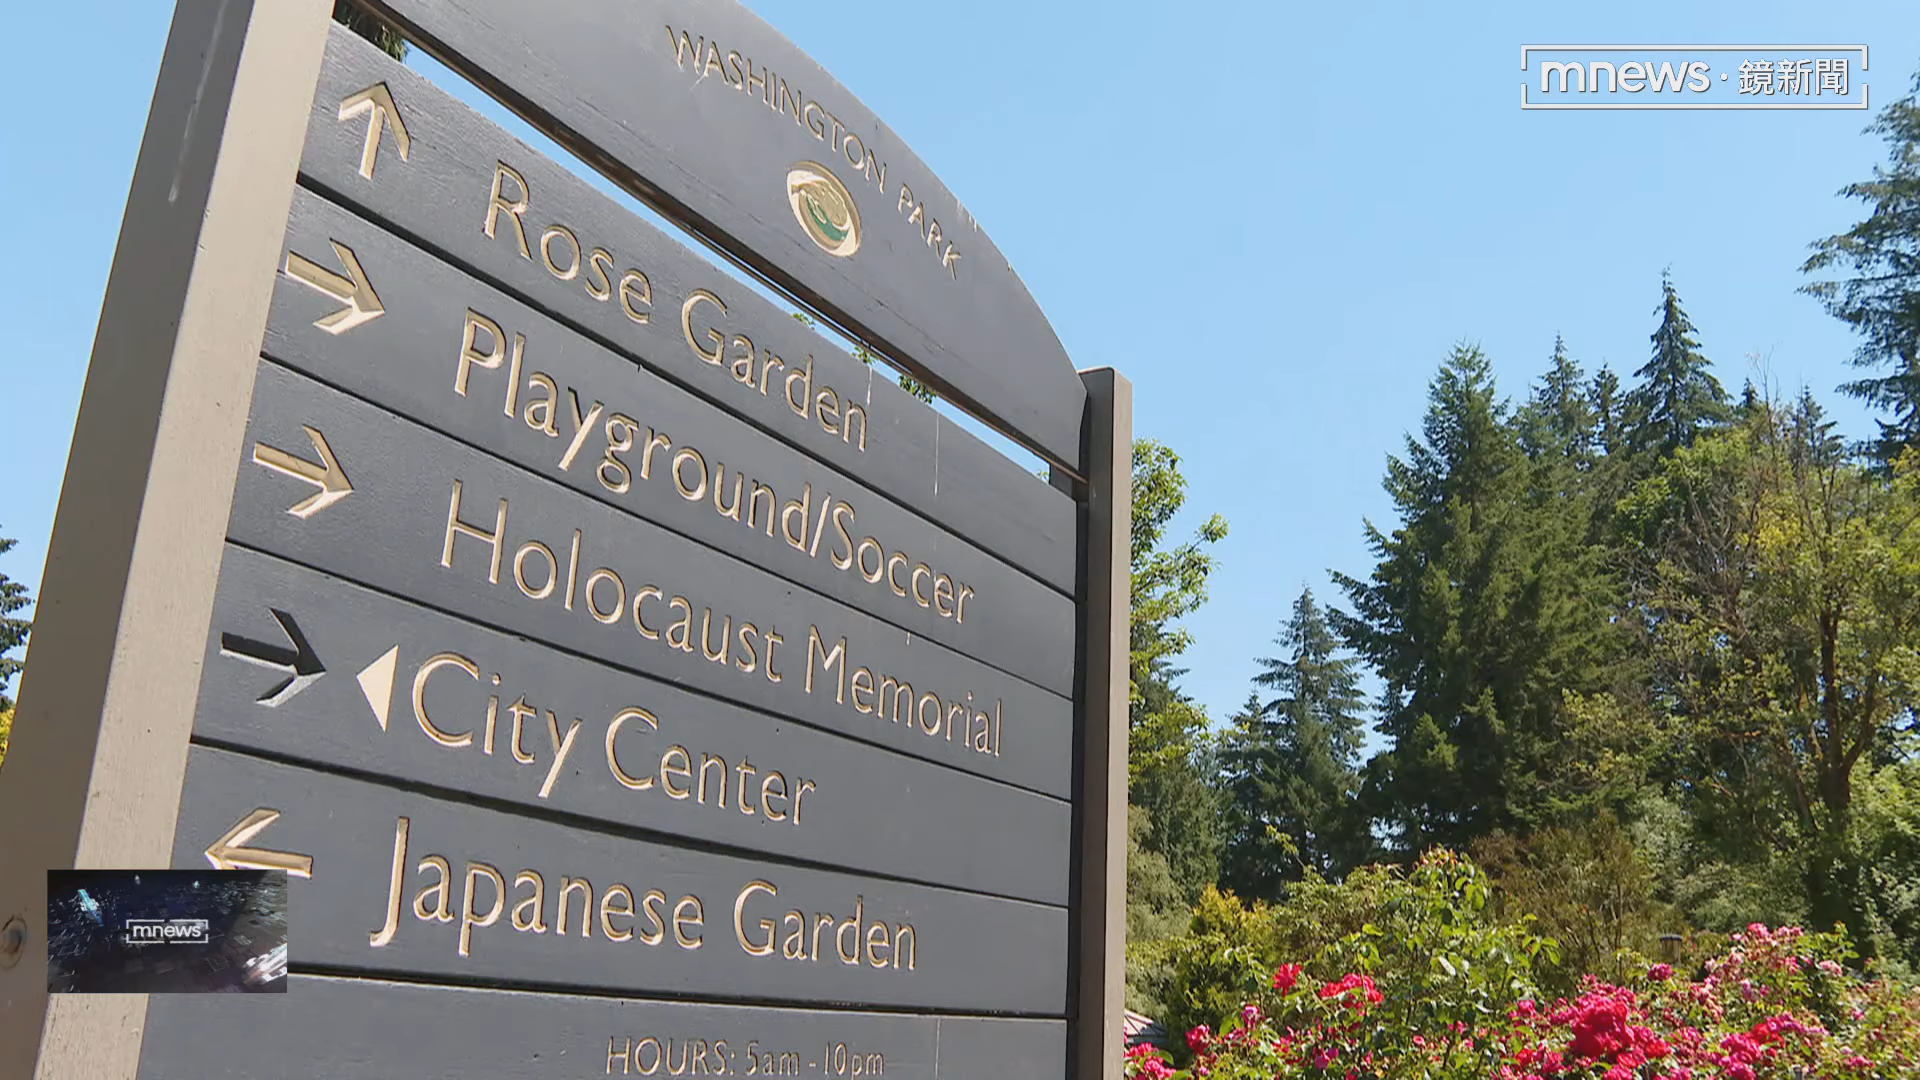 mnews·鏡新聞
WASHINGTON PARK
Rose Garden
Playground/Soccer
Holocaust Memorial
City Center
Japanese Garden
mnews
HOURS: 5am-10pm